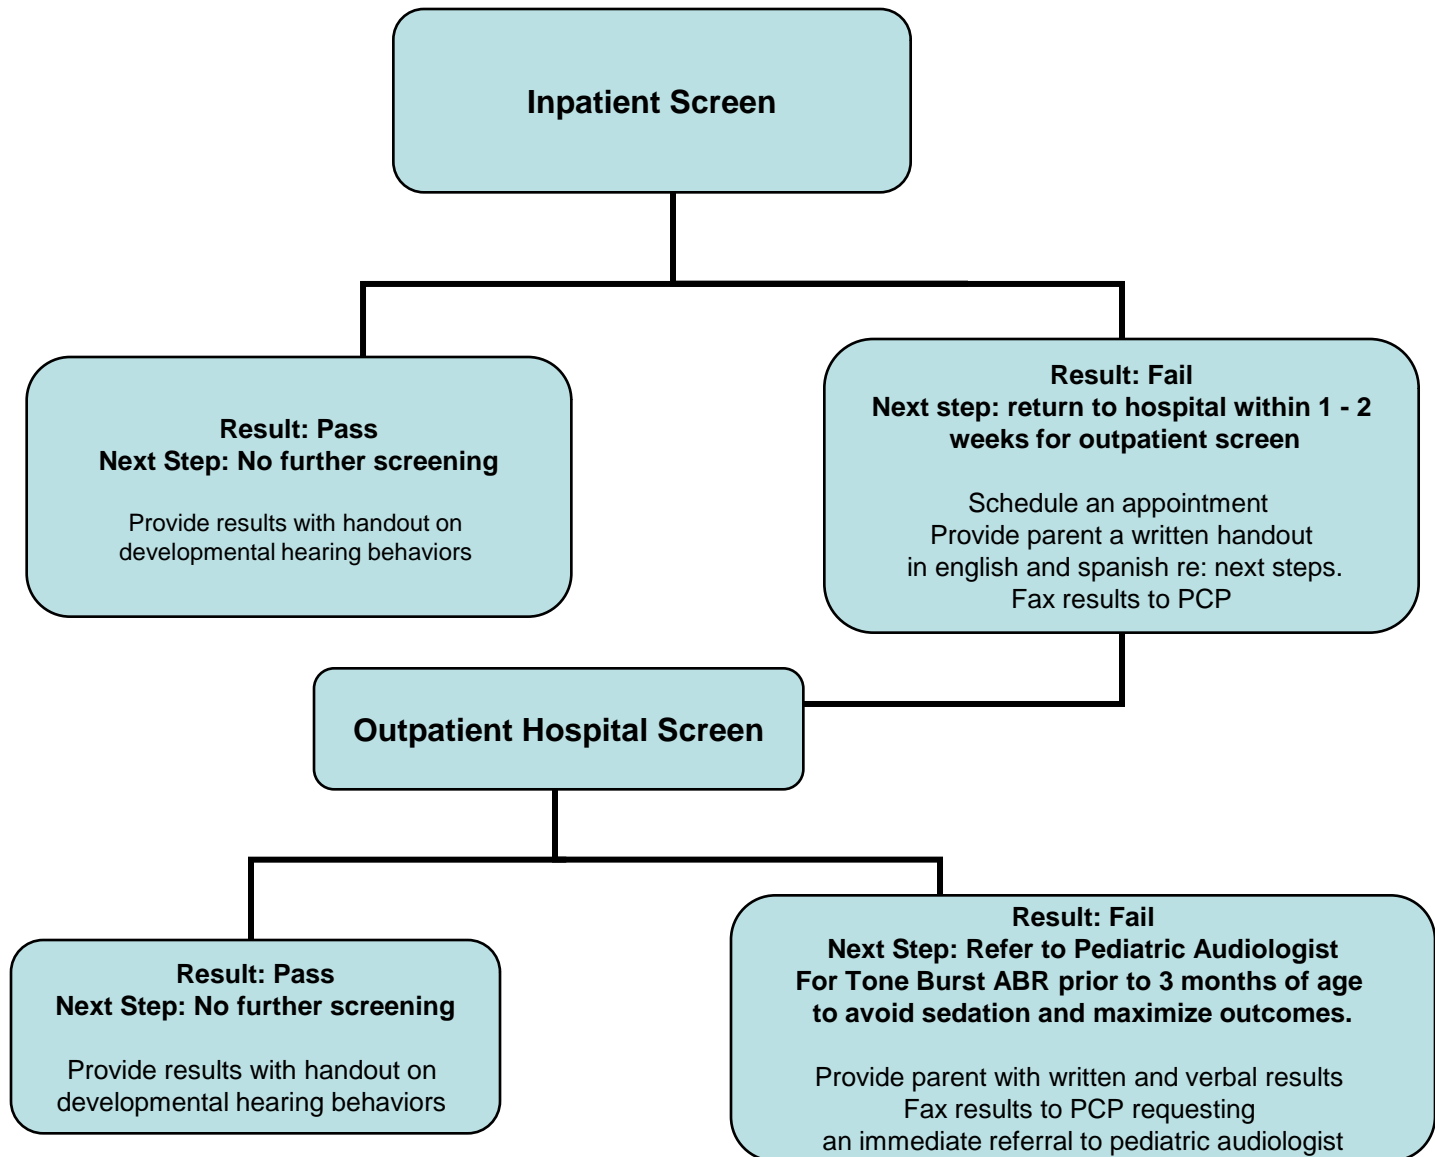 Inpatient Screen
Result: Pass
Next Step: No further screening
Provide results with handout on
developmental hearing behaviors
Result: Fail
Next step: return to hospital within 1 - 2
weeks for outpatient screen
Schedule an appointment
Provide parent a written handout
in english and spanish re: next steps.
Fax results to PCP
Outpatient Hospital Screen
Result: Pass
Next Step: No further screening
Provide results with handout on
developmental hearing behaviors
Result: Fail
Next Step: Refer to Pediatric Audiologist
For Tone Burst ABR prior to 3 months of age
to avoid sedation and maximize outcomes.
Provide parent with written and verbal results
Fax results to PCP requesting
an immediate referral to pediatric audiologist